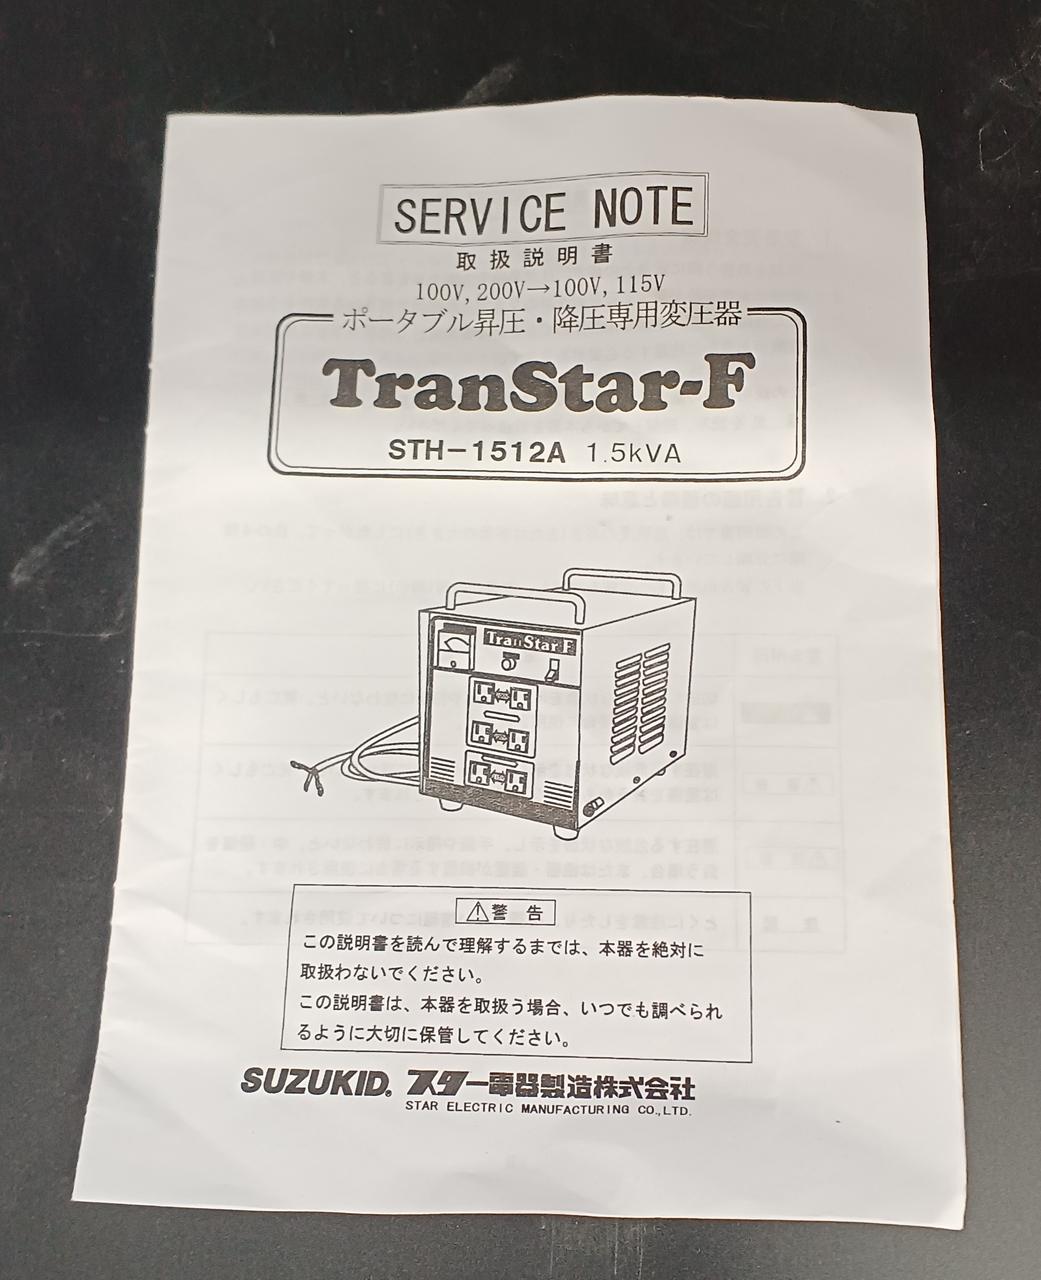 SERVICE NOTE
取扱説明書
100V, 200V→100V, 115V
ポータブル昇圧・降圧専用変圧器
TranStar-F
STH-1512A 1.5kVA
TranStar-F
⚠警告
この説明書を読んで理解するまでは、本器を絶対に
取扱わないでください。
この説明書は、本器を取扱う場合、いつでも調べられ
るように大切に保管してください。
SUZUKID® スター電器製造株式会社
STAR ELECTRIC MANUFACTURING CO.,LTD.